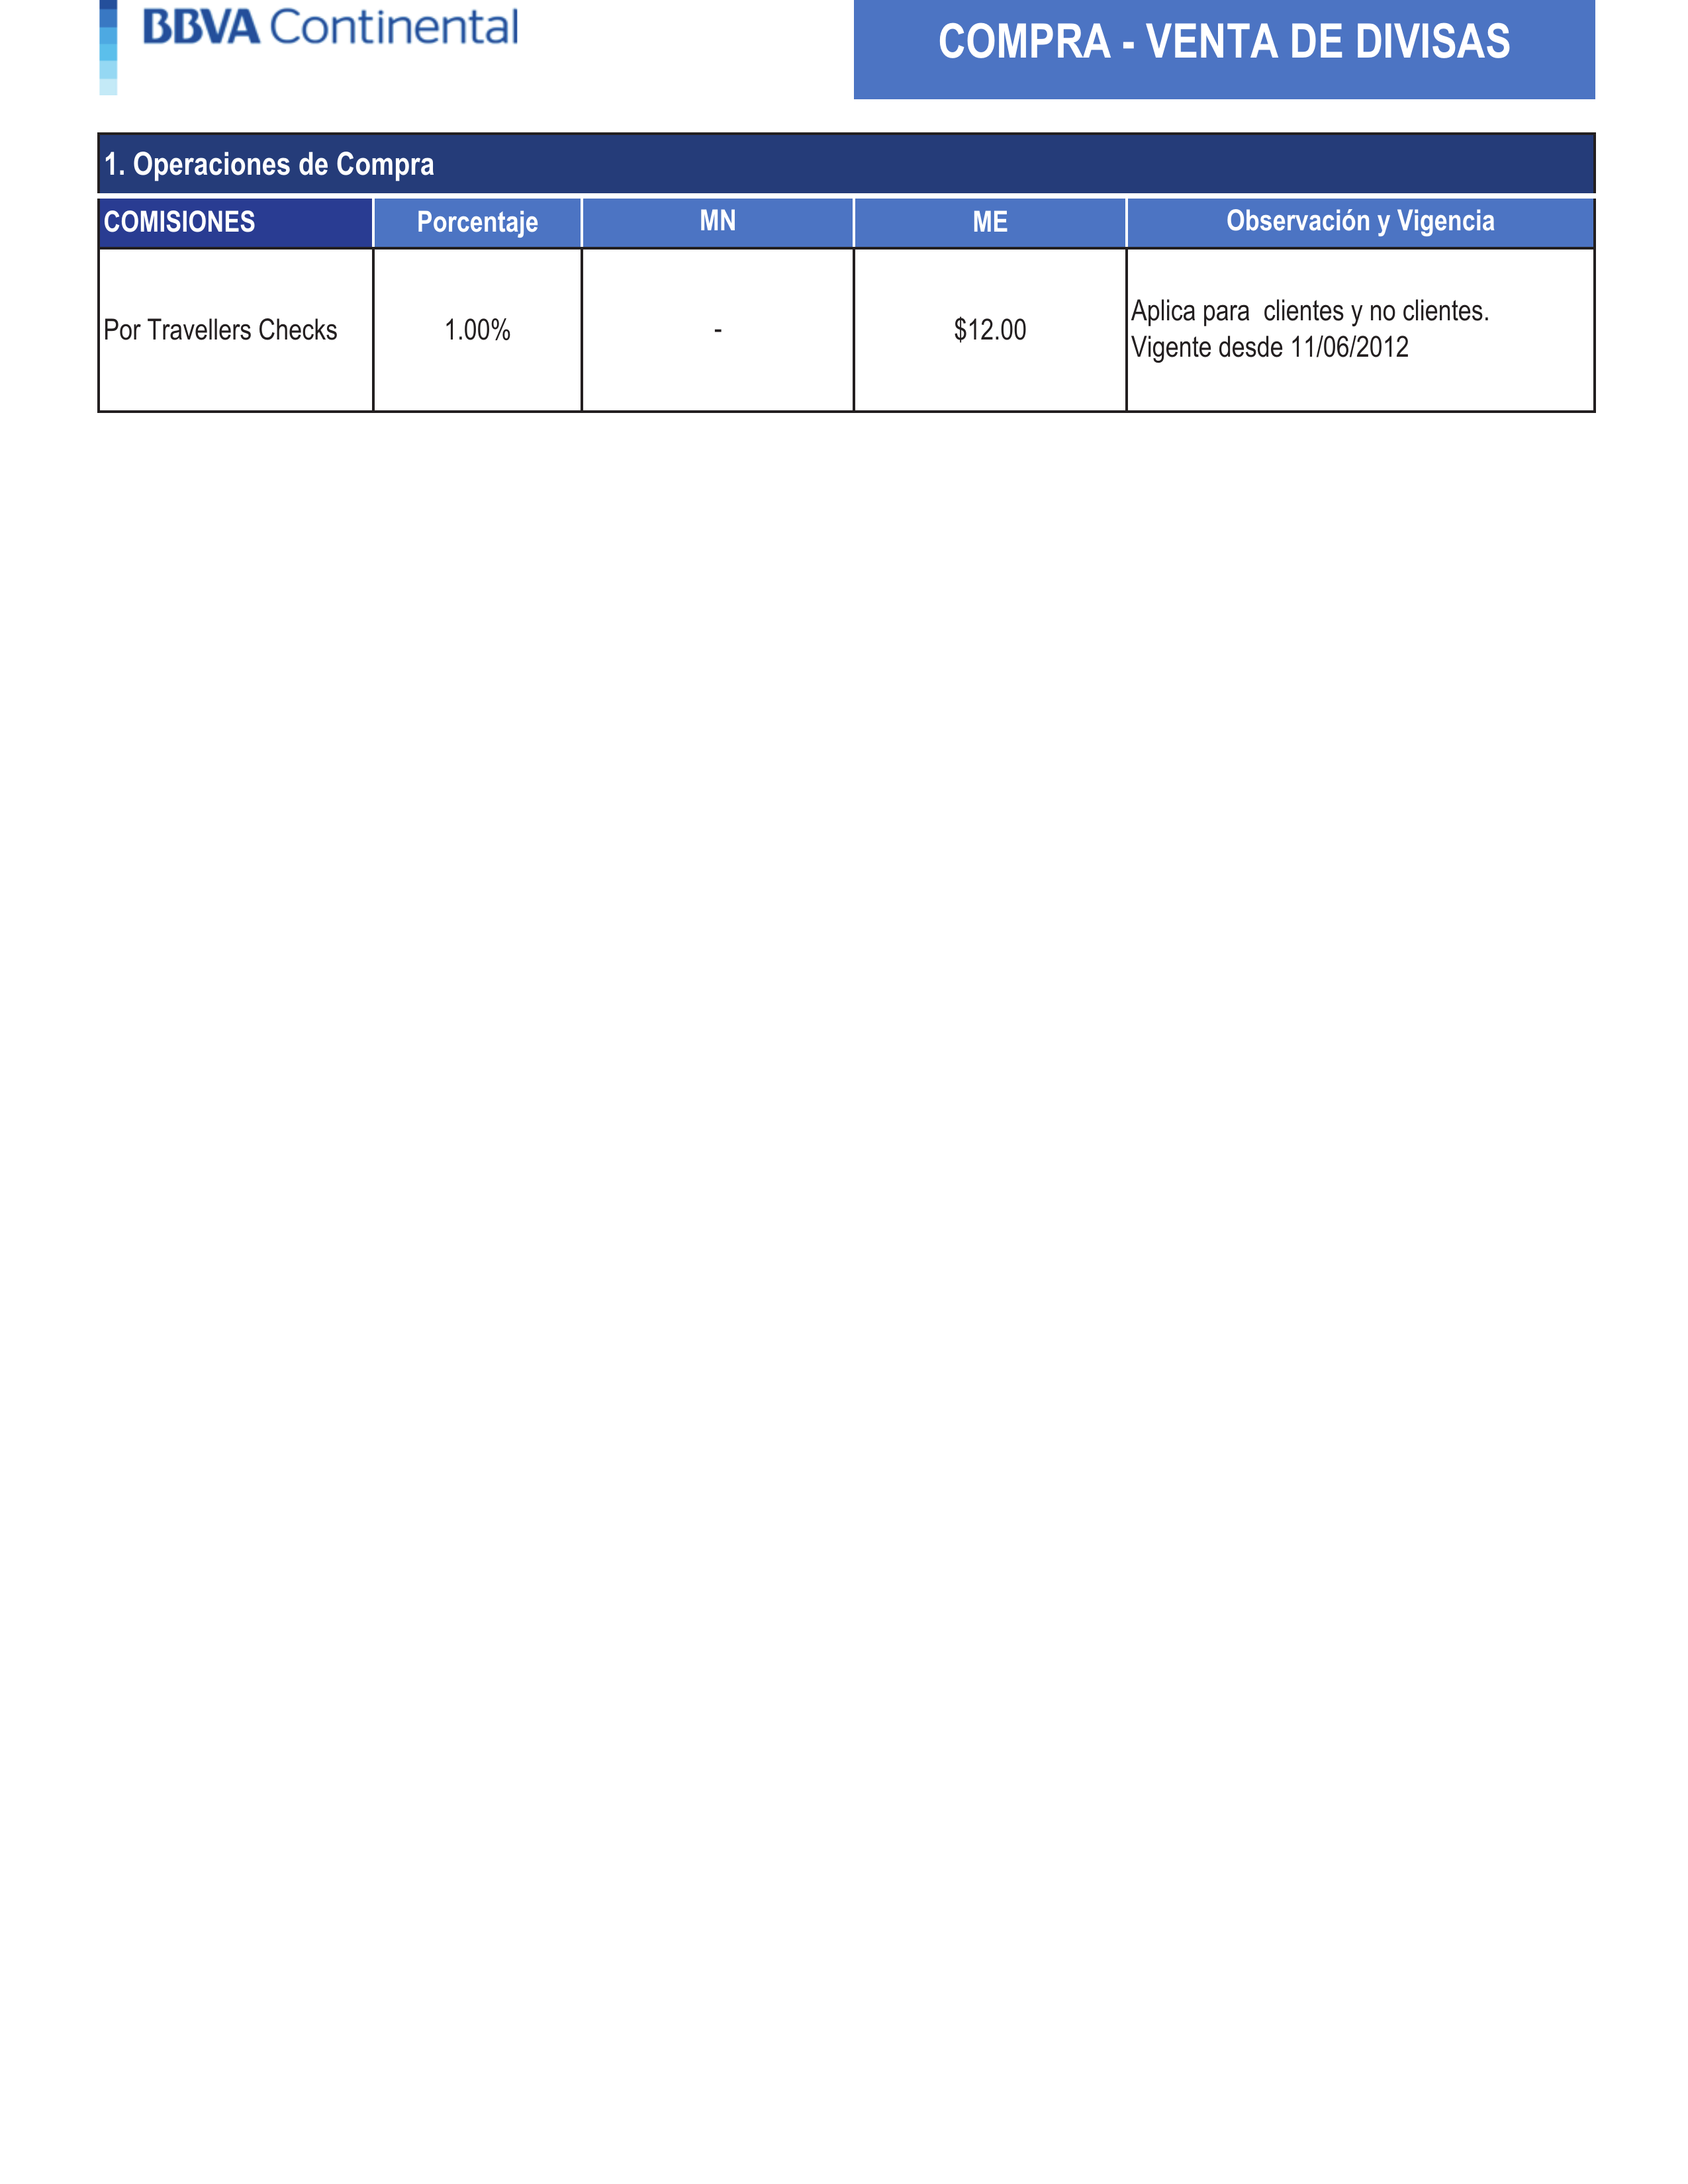 BBVA Continental
COMPRA - VENTA DE DIVISAS
1. Operaciones de Compra
COMISIONES Porcentaje MN ME Observación y Vigencia
Por Travellers Checks 1.00% - $12.00 Aplica para  clientes y no clientes.
Vigente desde 11/06/2012